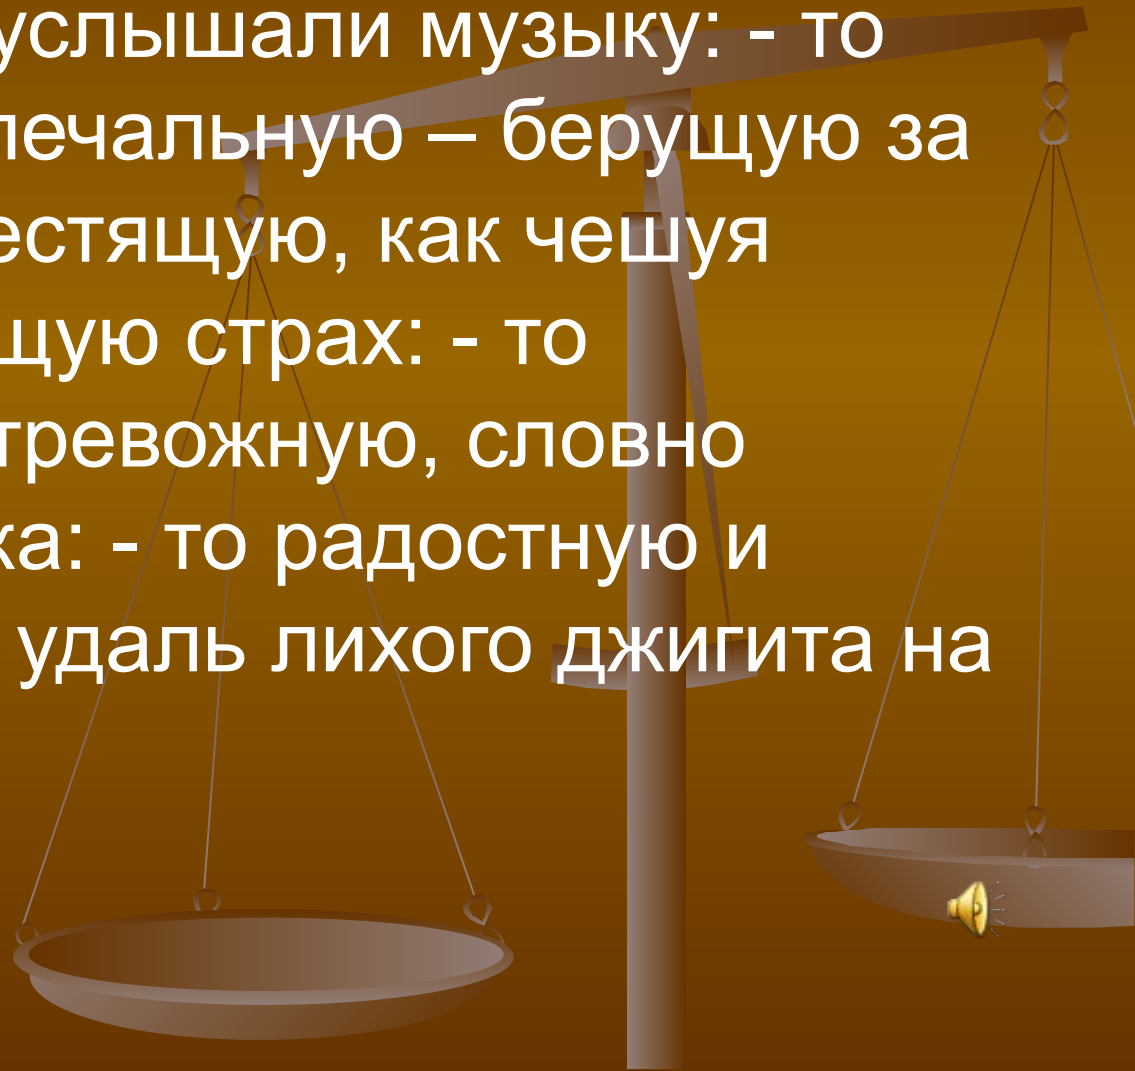 услышали музыку: - то
печальную – берущую за
естящую, как чешуя
щую страх: - то
тревожную, словно
ка: - то радостную и
удаль лихого джигита на